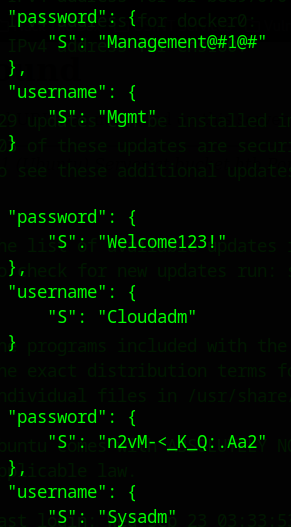 "password": {
"S": "Management@#1@#"
},
"username": {
"S": "Mgmt"
}
"password": {
"S": "Welcome123!"
},
"username": {
"S": "Cloudadm"
}
"password": {
"S": "n2vM-<_K_Q:.Aa2"
},
"username": {
"S": "Sysadm"